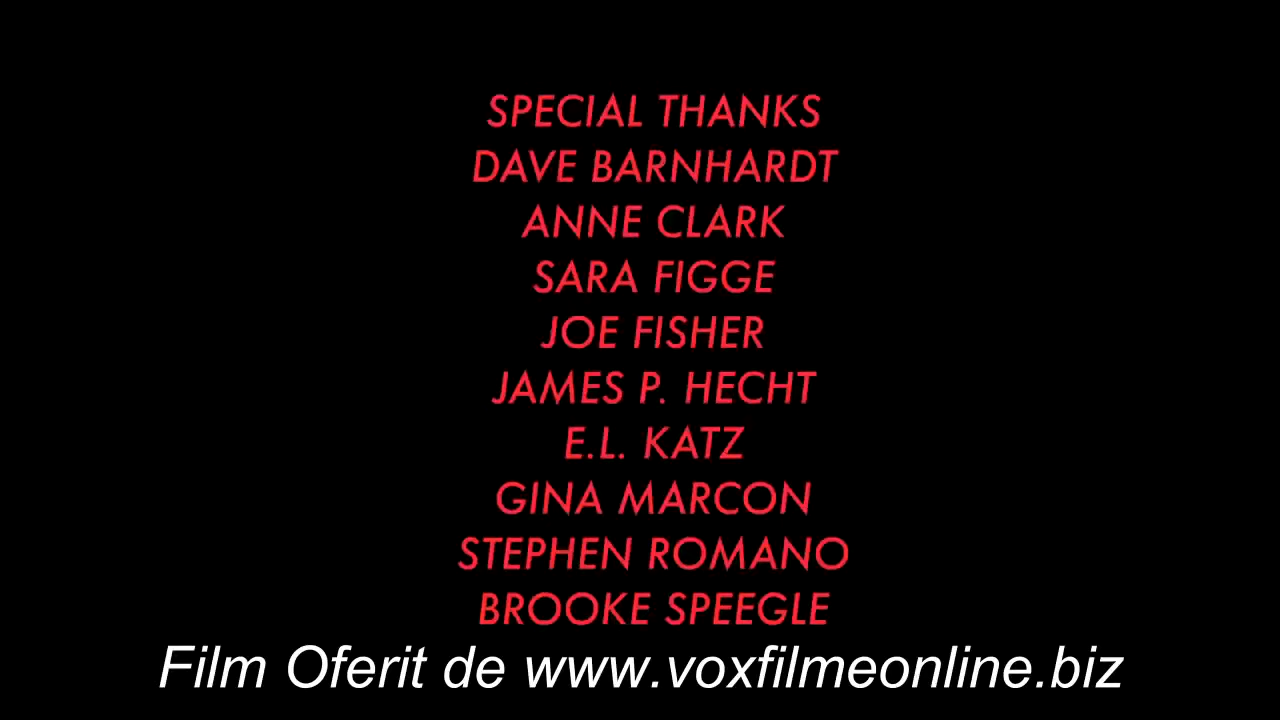 SPECIAL THANKS
DAVE BARNHARDT
ANNE CLARK
SARA FIGGE
JOE FISHER
JAMES P. HECHT
E.L. KATZ
GINA MARCON
STEPHEN ROMANO
BROOKE SPEEGLE
Film Oferit de www.voxfilmeonline.biz